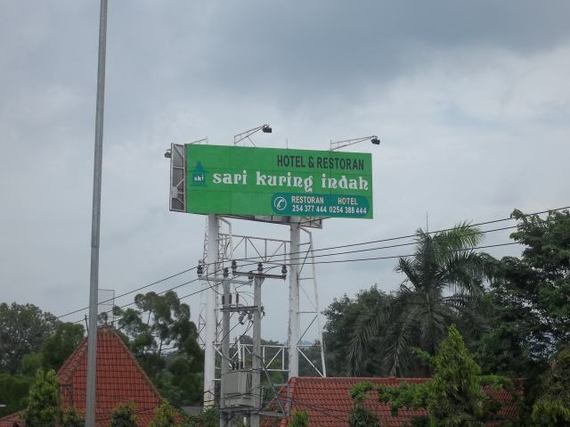 HOTEL & RESTORAN
ski
sari kuring indah
RESTORAN HOTEL
254 377 444 0254 388 444